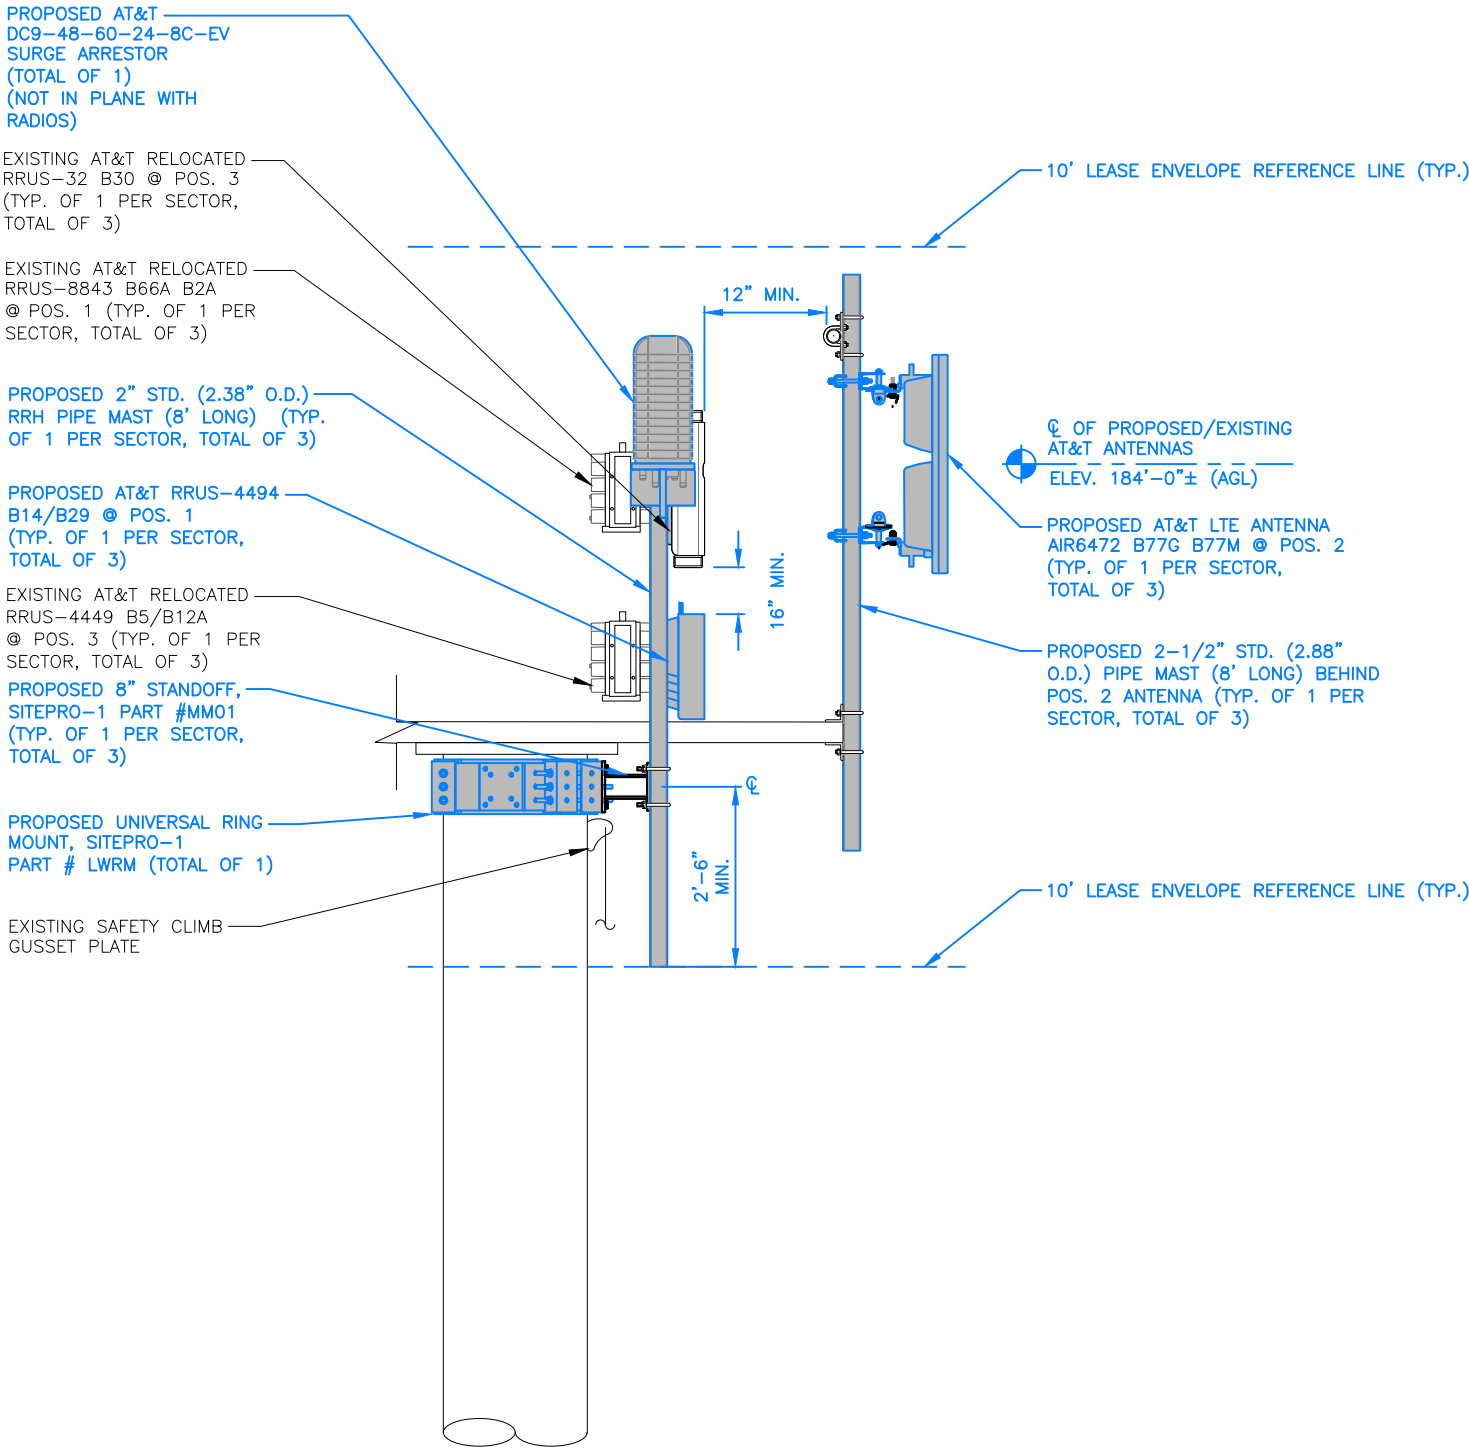 PROPOSED AT&T
DC9-48-60-24-8C-EV
SURGE ARRESTOR
(TOTAL OF 1)
(NOT IN PLANE WITH
RADIOS)
EXISTING AT&T RELOCATED
RRUS-32 B30 @ POS. 3
(TYP. OF 1 PER SECTOR,
TOTAL OF 3)
EXISTING AT&T RELOCATED
RRUS-8843 B66A B2A
@ POS. 1 (TYP. OF 1 PER
SECTOR, TOTAL OF 3)
PROPOSED 2" STD. (2.38" O.D.)
RRH PIPE MAST (8' LONG) (TYP.
OF 1 PER SECTOR, TOTAL OF 3)
PROPOSED AT&T RRUS-4494
B14/B29 @ POS. 1
(TYP. OF 1 PER SECTOR,
TOTAL OF 3)
EXISTING AT&T RELOCATED
RRUS-4449 B5/B12A
@ POS. 3 (TYP. OF 1 PER
SECTOR, TOTAL OF 3)
PROPOSED 8" STANDOFF,
SITEPRO-1 PART #MM01
(TYP. OF 1 PER SECTOR,
TOTAL OF 3)
PROPOSED UNIVERSAL RING
MOUNT, SITEPRO-1
PART # LWRM (TOTAL OF 1)
EXISTING SAFETY CLIMB
GUSSET PLATE
12" MIN.
16" MIN.
℄
2'-6"
MIN.
10' LEASE ENVELOPE REFERENCE LINE (TYP.)
℄ OF PROPOSED/EXISTING
AT&T ANTENNAS
ELEV. 184'-0"± (AGL)
PROPOSED AT&T LTE ANTENNA
AIR6472 B77G B77M @ POS. 2
(TYP. OF 1 PER SECTOR,
TOTAL OF 3)
PROPOSED 2-1/2" STD. (2.88"
O.D.) PIPE MAST (8' LONG) BEHIND
POS. 2 ANTENNA (TYP. OF 1 PER
SECTOR, TOTAL OF 3)
10' LEASE ENVELOPE REFERENCE LINE (TYP.)